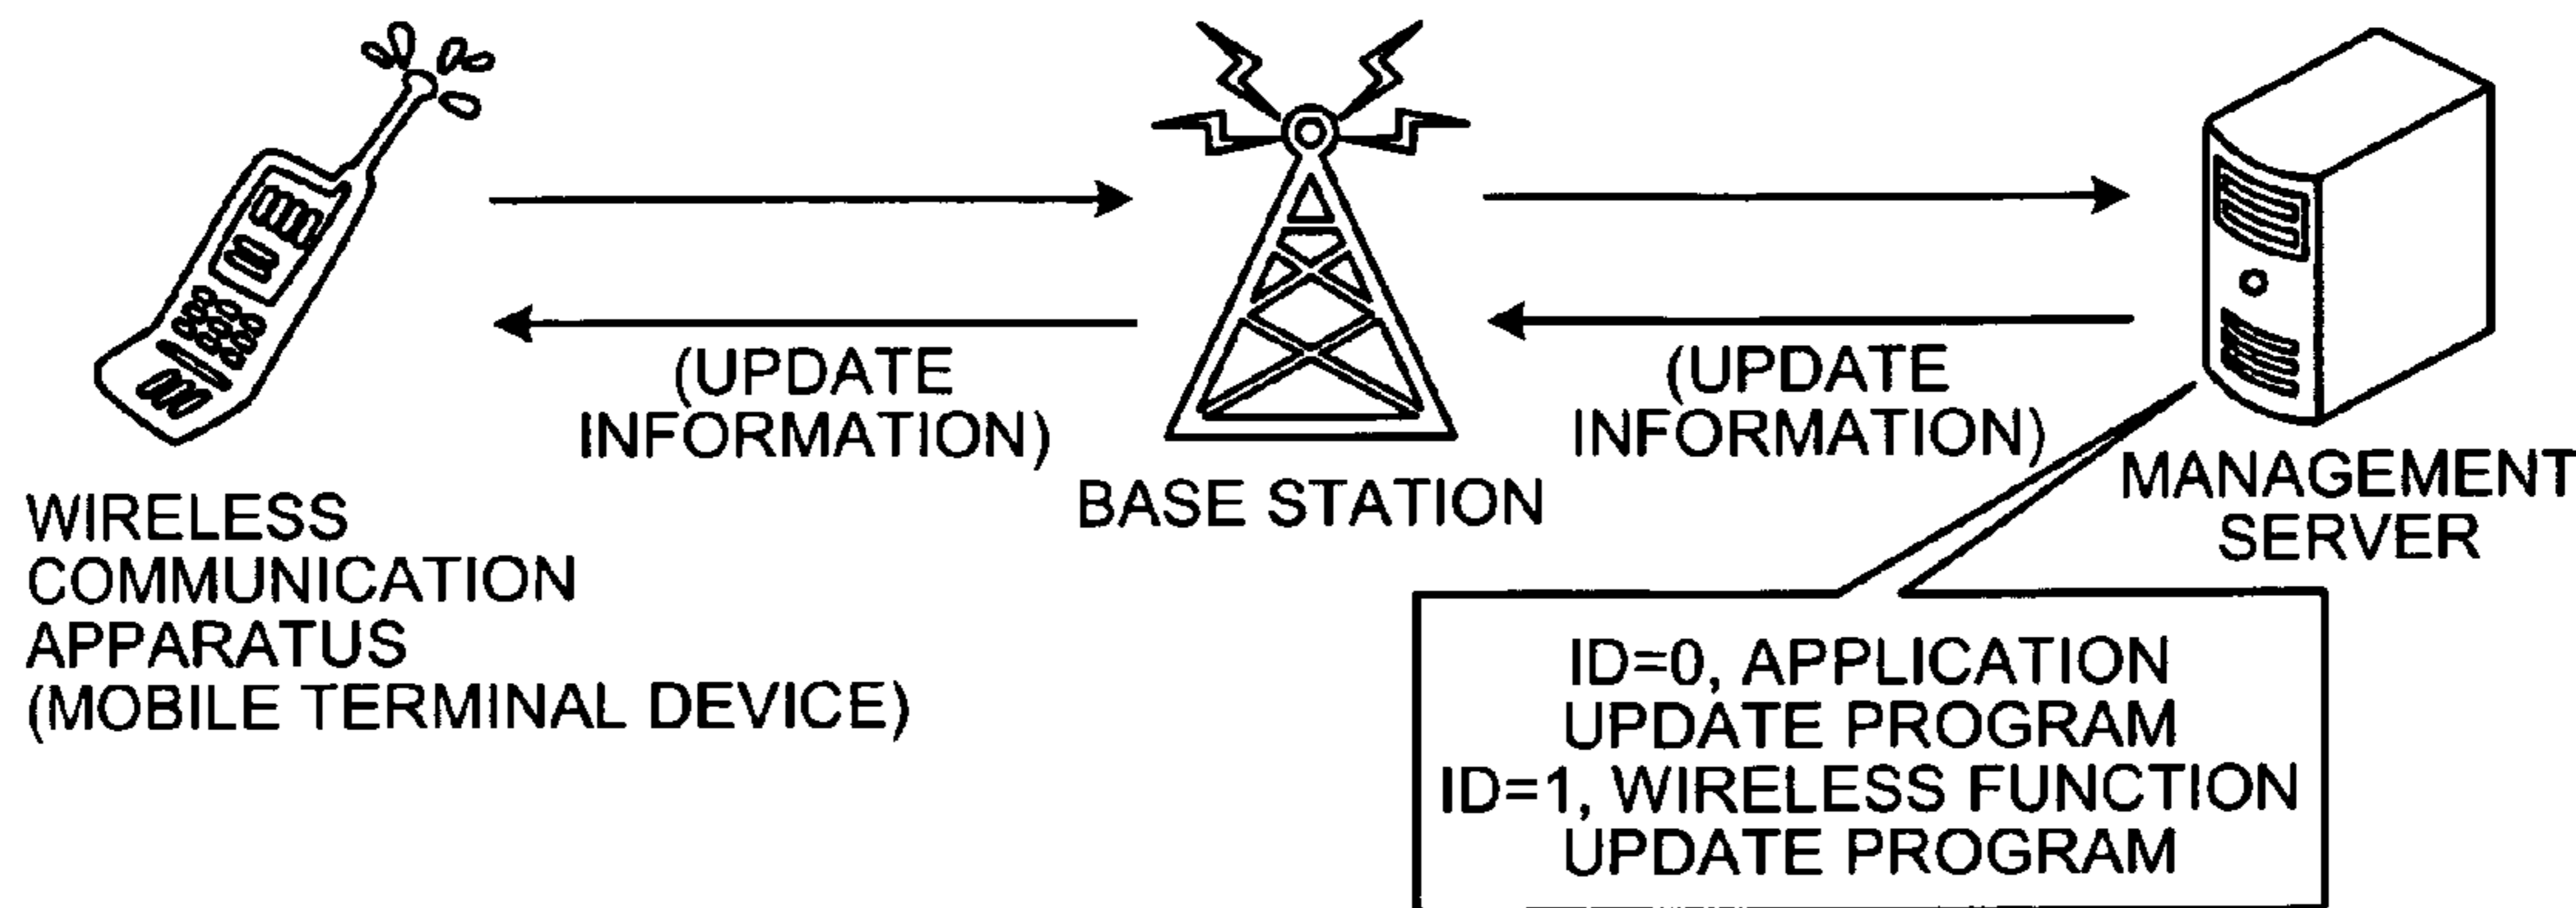 (UPDATE
INFORMATION)
(UPDATE
INFORMATION)
WIRELESS
COMMUNICATION
APPARATUS
(MOBILE TERMINAL DEVICE)
BASE STATION
MANAGEMENT
SERVER
ID=0, APPLICATION
UPDATE PROGRAM
ID=1, WIRELESS FUNCTION
UPDATE PROGRAM